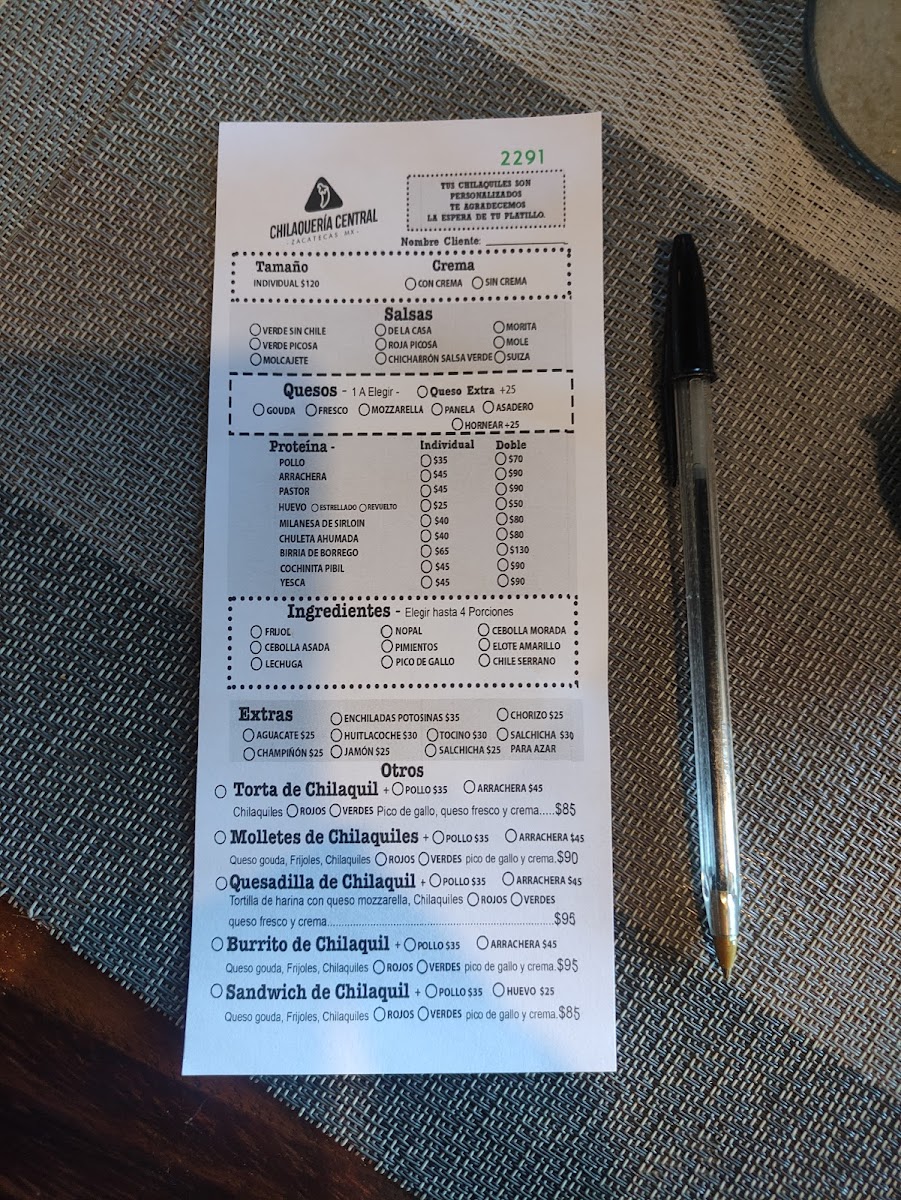 2291
TUS CHILAQUILES SON
PERSONALIZADOS
TE AGRADECEMOS
LA ESPERA DE TU PLATILLO.
CHILAQUERÍA CENTRAL
- ZACATECAS MX -
Nombre Cliente:
Tamaño Crema
INDIVIDUAL $120 CON CREMA SIN CREMA
Salsas
VERDE SIN CHILE DE LA CASA MORITA
VERDE PICOSA ROJA PICOSA MOLE
MOLCAJETE CHICHARRÓN SALSA VERDE SUIZA
Quesos - 1 A Elegir - Queso Extra +25
GOUDA FRESCO MOZZARELLA PANELA ASADERO
HORNEAR +25
Proteína - Individual Doble
POLLO $35 $70
ARRACHERA $45 $90
PASTOR $45 $90
HUEVO ESTRELLADO REVUELTO $25 $50
MILANESA DE SIRLOIN $40 $80
CHULETA AHUMADA $40 $80
BIRRIA DE BORREGO $65 $130
COCHINITA PIBIL $45 $90
YESCA $45 $90
Ingredientes - Elegir hasta 4 Porciones
FRIJOL NOPAL CEBOLLA MORADA
CEBOLLA ASADA PIMIENTOS ELOTE AMARILLO
LECHUGA PICO DE GALLO CHILE SERRANO
Extras ENCHILADAS POTOSINAS $35 CHORIZO $25
AGUACATE $25 HUITLACOCHE $30 TOCINO $30 SALCHICHA $30
CHAMPIÑÓN $25 JAMÓN $25 SALCHICHA $25 PARA AZAR
Otros
Torta de Chilaquil + POLLO $35 ARRACHERA $45
Chilaquiles ROJOS VERDES Pico de gallo, queso fresco y crema.....$85
Molletes de Chilaquiles + POLLO $35 ARRACHERA $45
Queso gouda, Frijoles, Chilaquiles ROJOS VERDES pico de gallo y crema.$90
Quesadilla de Chilaquil + POLLO $35 ARRACHERA $45
Tortilla de harina con queso mozzarella, Chilaquiles ROJOS VERDES
queso fresco y crema..........................................................$95
Burrito de Chilaquil + POLLO $35 ARRACHERA $45
Queso gouda, Frijoles, Chilaquiles ROJOS VERDES pico de gallo y crema.$95
Sandwich de Chilaquil + POLLO $35 HUEVO $25
Queso gouda, Frijoles, Chilaquiles ROJOS VERDES pico de gallo y crema.$85